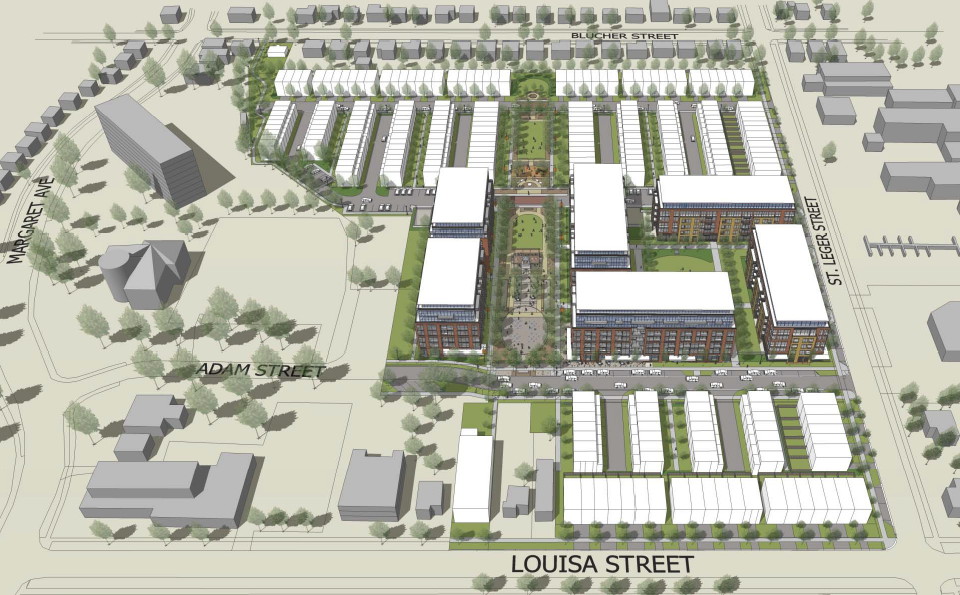 BLUCHER STREET
MARGARET AVE
ST. LEGER STREET
ADAM STREET
LOUISA STREET